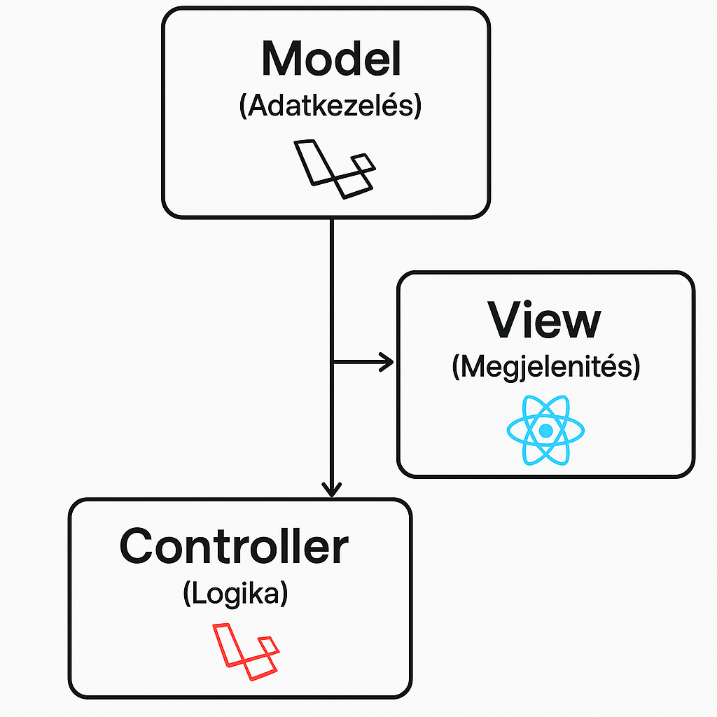 Model
(Adatkezelés)
View
(Megjelenités)
Controller
(Logika)